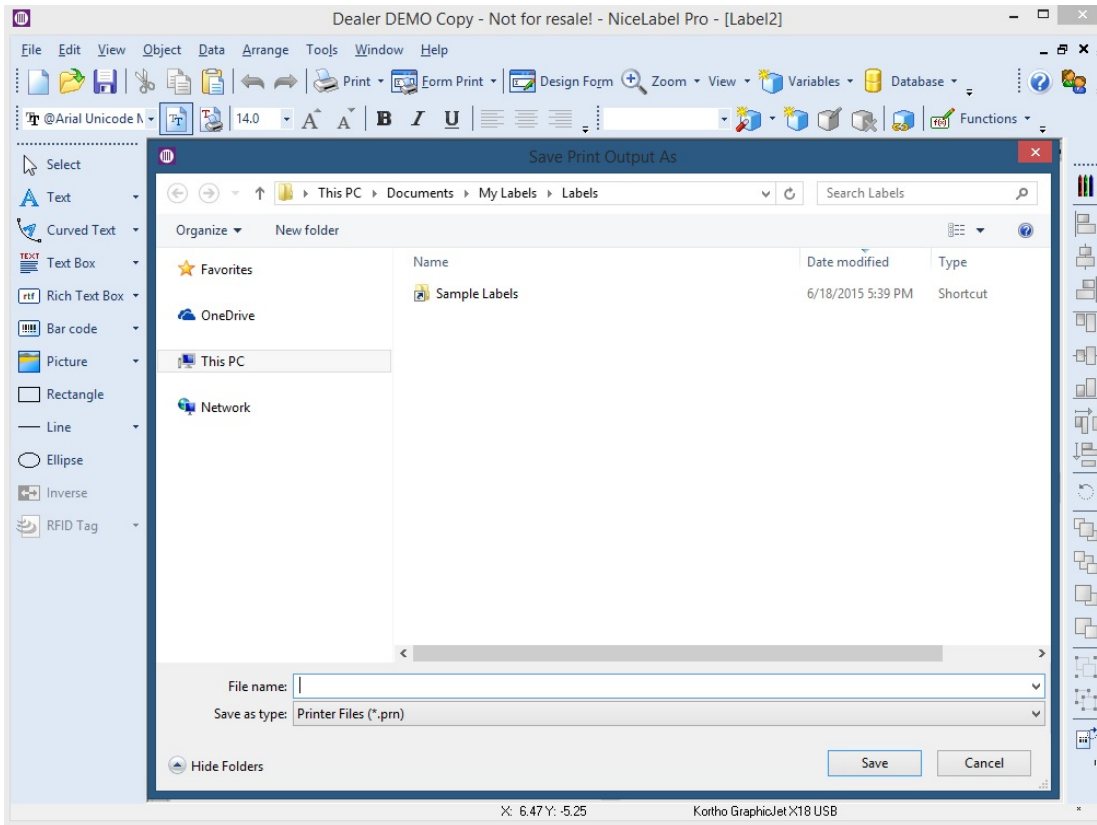 Dealer DEMO Copy - Not for resale! - NiceLabel Pro - [Label2]
File Edit View Object Data Arrange Tools Window Help
Print Form Print Design Form Zoom View Variables Database
@Arial Unicode 14.0 A A B I U Functions
Select
Text
Curved Text
TEXT Text Box
rtf Rich Text Box
Bar code
Picture
Rectangle
Line
Ellipse
Inverse
RFID Tag
Save Print Output As
This PC Documents My Labels Labels Search Labels
Organize New folder
Favorites
OneDrive
This PC
Network
Name Date modified Type
Sample Labels 6/18/2015 5:39 PM Shortcut
File name:
Save as type: Printer Files (*.prn)
Hide Folders Save Cancel
X: 6.47 Y: -5.25 Kortho GraphicJet X18 USB